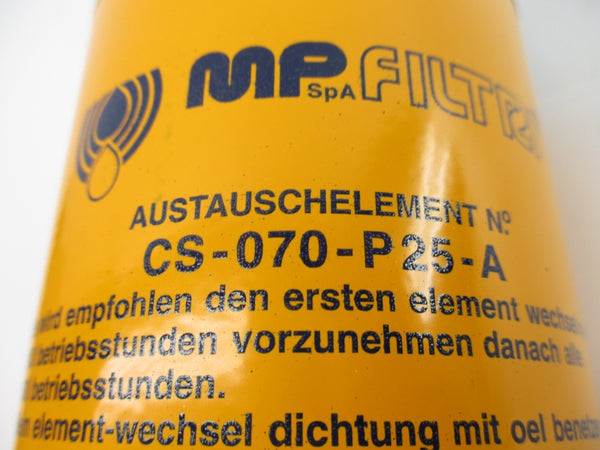 MP SpA FILTRI
AUSTAUSCHELEMENT N.º
CS-070-P25-A
wird empfohlen den ersten element wechsel
betriebsstunden vorzunehmen danach alle
betriebsstunden.
element-wechsel dichtung mit oel